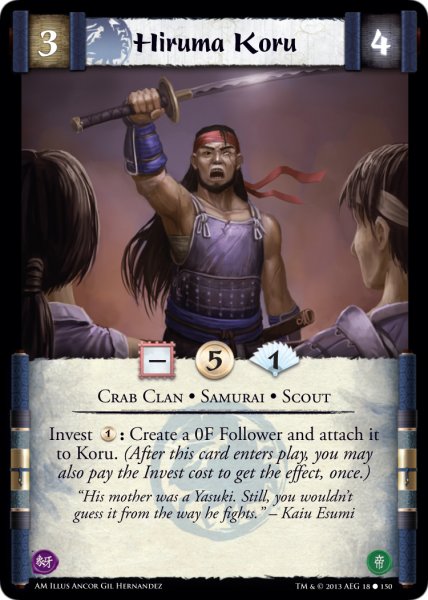 3 Hiruma Koru 4
– 5 1
Crab Clan • Samurai • Scout
Invest 1 : Create a 0F Follower and attach it
to Koru. (After this card enters play, you may
also pay the Invest cost to get the effect, once.)
“His mother was a Yasuki. Still, you wouldn’t
guess it from the way he fights.” – Kaiu Esumi
象牙
帝
AM Illus Ancor Gil Hernandez
TM & © 2013 AEG 18 • 150